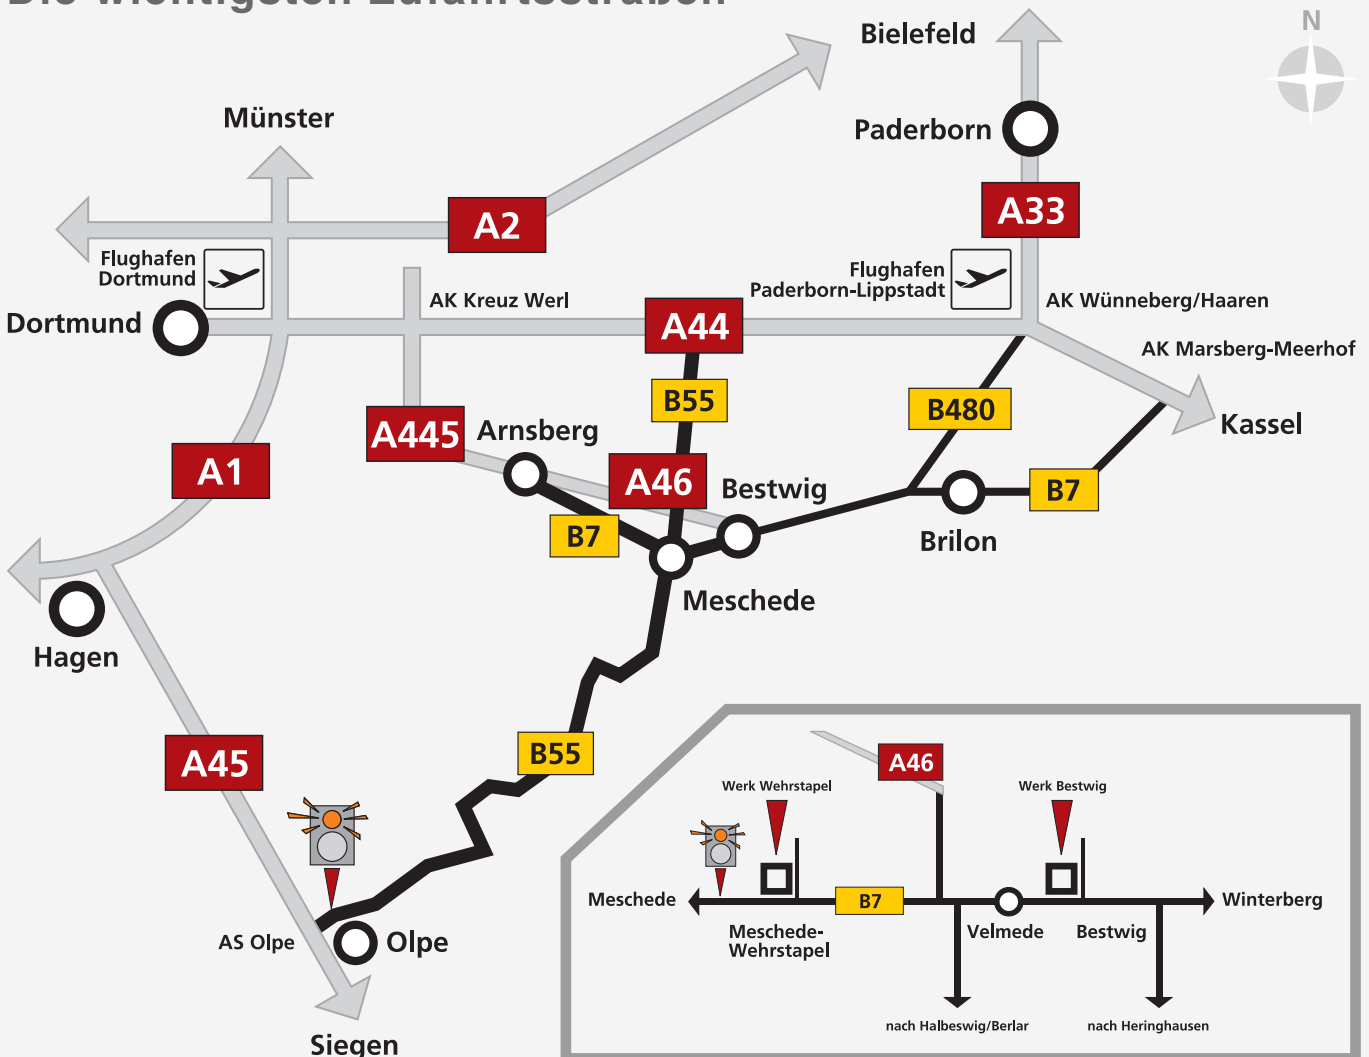 Die wichtigsten Zufahrtsstraßen
N
Bielefeld
Münster
Paderborn
A2
A33
Flughafen
Dortmund
Flughafen
Paderborn-Lippstadt
AK Kreuz Werl
AK Wünneberg/Haaren
Dortmund
A44
AK Marsberg-Meerhof
B55
B480
Kassel
A445
Arnsberg
A1
A46
Bestwig
B7
B7
Brilon
Meschede
Hagen
A45
B55
AS Olpe
Olpe
Siegen
A46
Werk Wehrstapel
Werk Bestwig
Meschede
B7
Winterberg
Meschede-
Wehrstapel
Velmede
Bestwig
nach Halbeswig/Berlar
nach Heringhausen